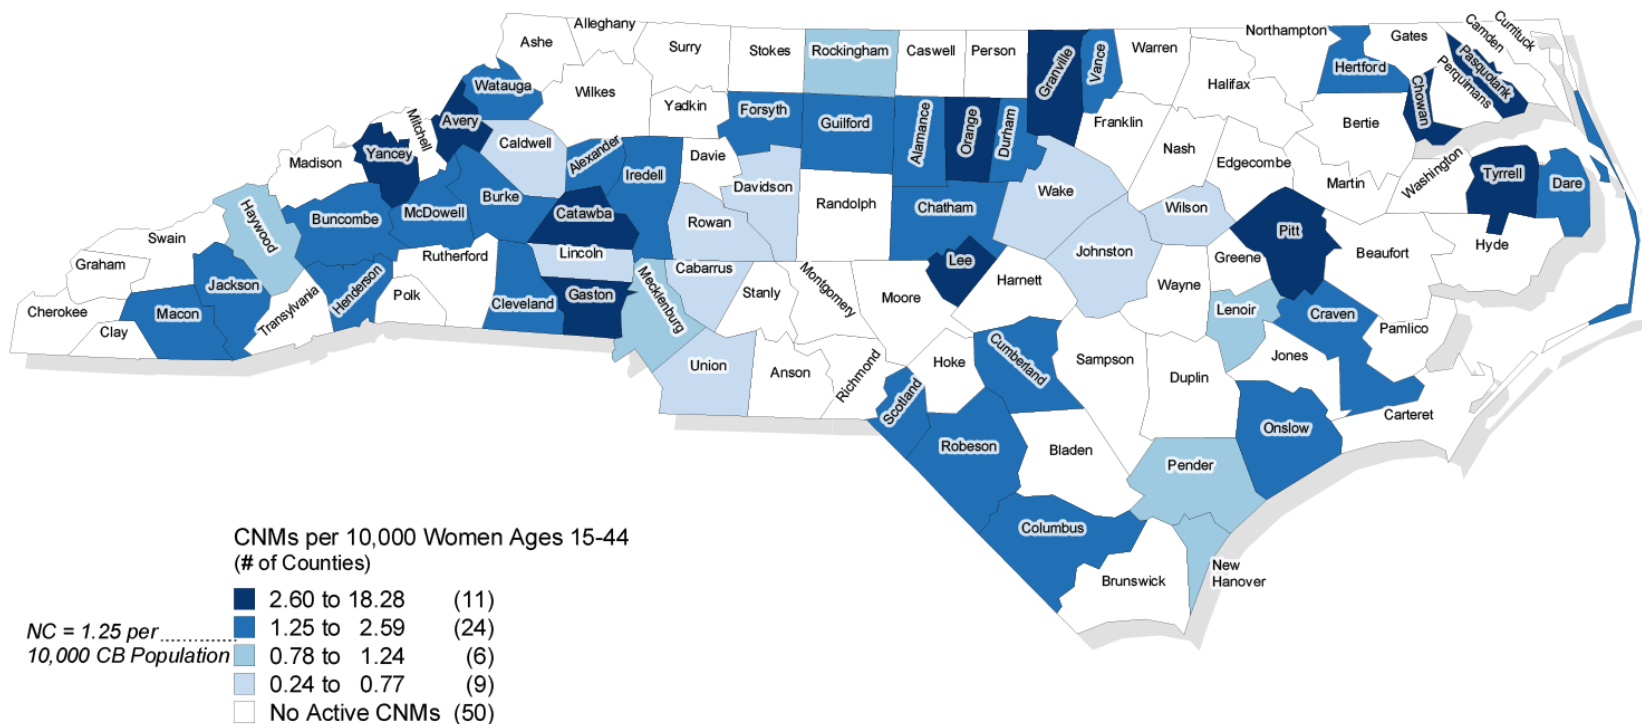 Alleghany
Ashe
Surry
Stokes
Rockingham
Caswell
Person
Granville
Vance
Warren
Northampton
Gates
Camden
Currituck
Hertford
Pasquotank
Perquimans
Chowan
Halifax
Watauga
Wilkes
Yadkin
Forsyth
Guilford
Alamance
Orange
Durham
Franklin
Bertie
Mitchell
Avery
Caldwell
Alexander
Iredell
Davie
Nash
Edgecombe
Madison
Yancey
Davidson
Wake
Martin
Washington
Tyrrell
Dare
Haywood
Buncombe
McDowell
Burke
Catawba
Rowan
Randolph
Chatham
Wilson
Swain
Pitt
Beaufort
Hyde
Graham
Jackson
Henderson
Rutherford
Lincoln
Cabarrus
Mecklenburg
Lee
Johnston
Greene
Cherokee
Clay
Macon
Transylvania
Polk
Cleveland
Gaston
Stanly
Montgomery
Moore
Harnett
Wayne
Lenoir
Craven
Pamlico
Union
Anson
Richmond
Hoke
Cumberland
Sampson
Duplin
Jones
Scotland
Robeson
Bladen
Onslow
Carteret
Pender
Columbus
Brunswick
New
Hanover
CNMs per 10,000 Women Ages 15-44
(# of Counties)
2.60 to 18.28 (11)
1.25 to 2.59 (24)
0.78 to 1.24 (6)
0.24 to 0.77 (9)
No Active CNMs (50)
NC = 1.25 per ..............
10,000 CB Population